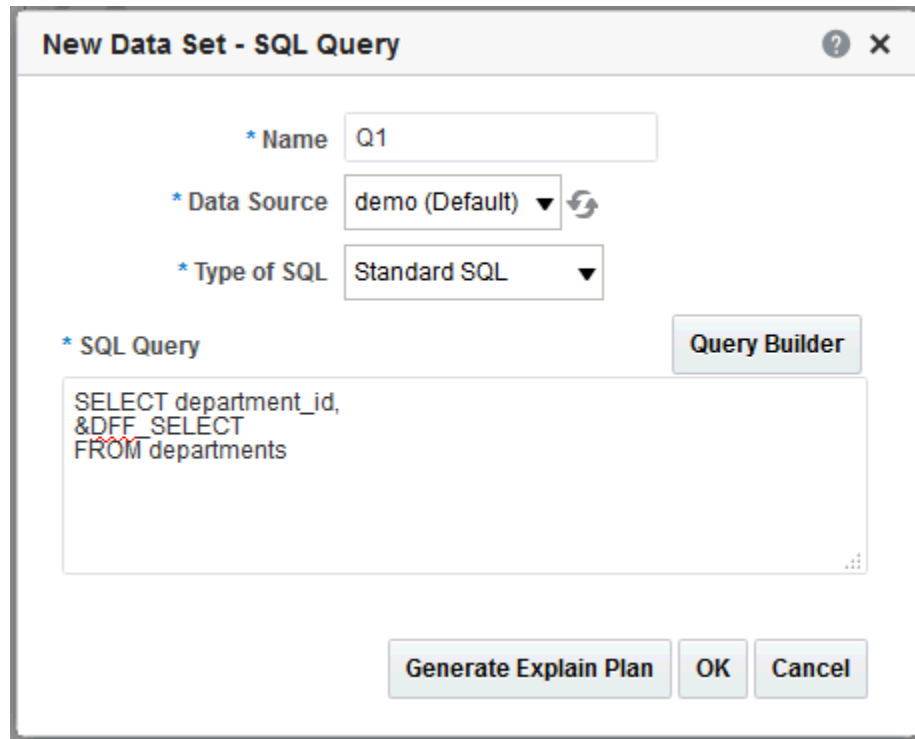 New Data Set - SQL Query
* Name Q1
* Data Source demo (Default)
* Type of SQL Standard SQL
* SQL Query Query Builder
SELECT department_id,
&DFF_SELECT
FROM departments
Generate Explain Plan OK Cancel